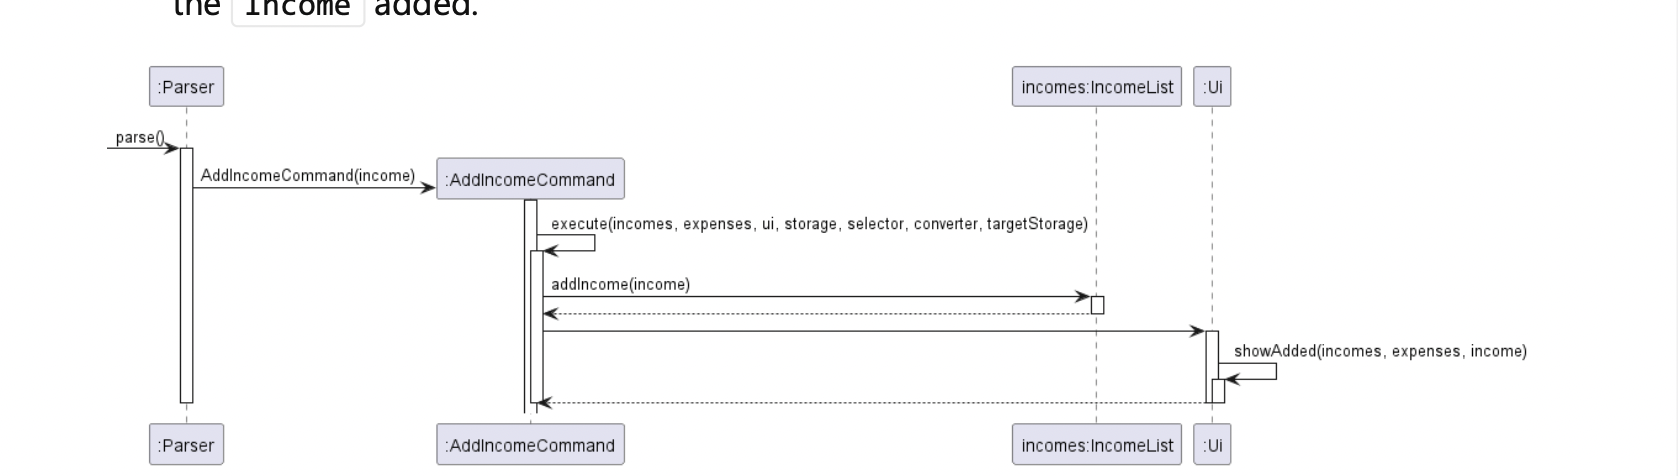 the Income added.
:Parser
incomes:IncomeList
:Ui
parse()
AddIncomeCommand(income)
:AddIncomeCommand
execute(incomes, expenses, ui, storage, selector, converter, targetStorage)
addIncome(income)
showAdded(incomes, expenses, income)
:Parser
:AddIncomeCommand
incomes:IncomeList
:Ui